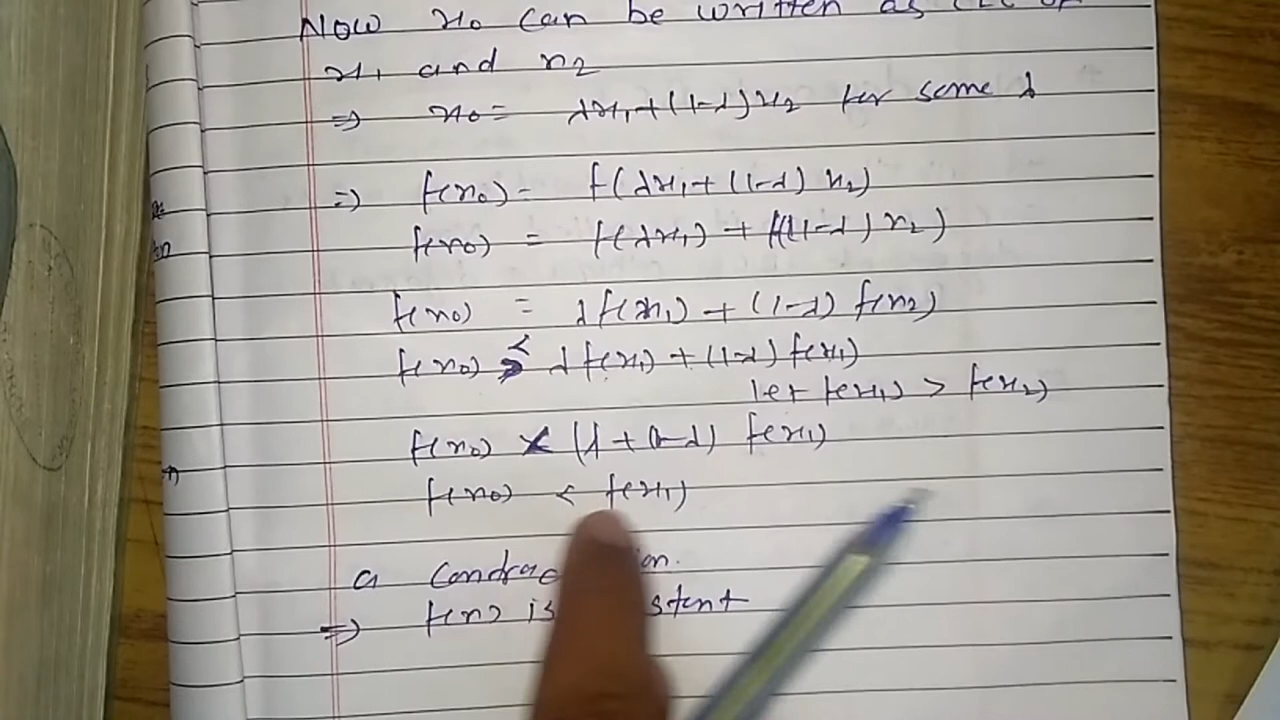 Now x₀ can be written as CLC of
x₁ and x₂
⇒ x₀ = λx₁+(1-λ)x₂ for some λ
⇒ f(x₀) = f(λx₁+(1-λ) x₂)
f(x₀) = f(λx₁) + f((1-λ) x₂)
f(x₀) = λ f(x₁) + (1-λ) f(x₂)
f(x₀) < λ f(x₁) + (1-λ) f(x₁)
let f(x₁) > f(x₂)
f(x₀) < (λ + (1-λ) f(x₁)
f(x₀) < f(x₁)
a
⇒ f(x) is